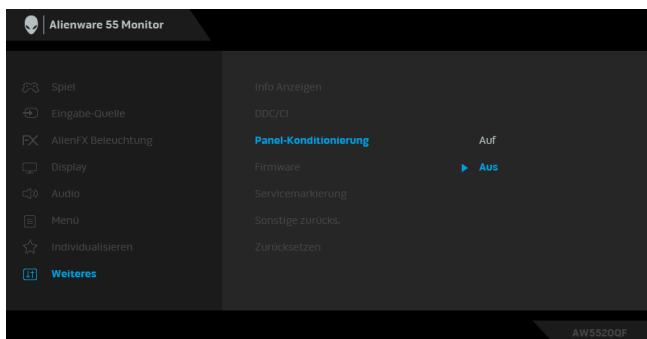 Alienware 55 Monitor
Spiel
Eingabe-Quelle
AlienFX Beleuchtung
Display
Audio
Menü
Individualisieren
Weiteres
Info Anzeigen
DDC/CI
Panel-Konditionierung Auf
Firmware Aus
Servicemarkierung
Sonstige zurücks.
Zurücksetzen
AW5520QF